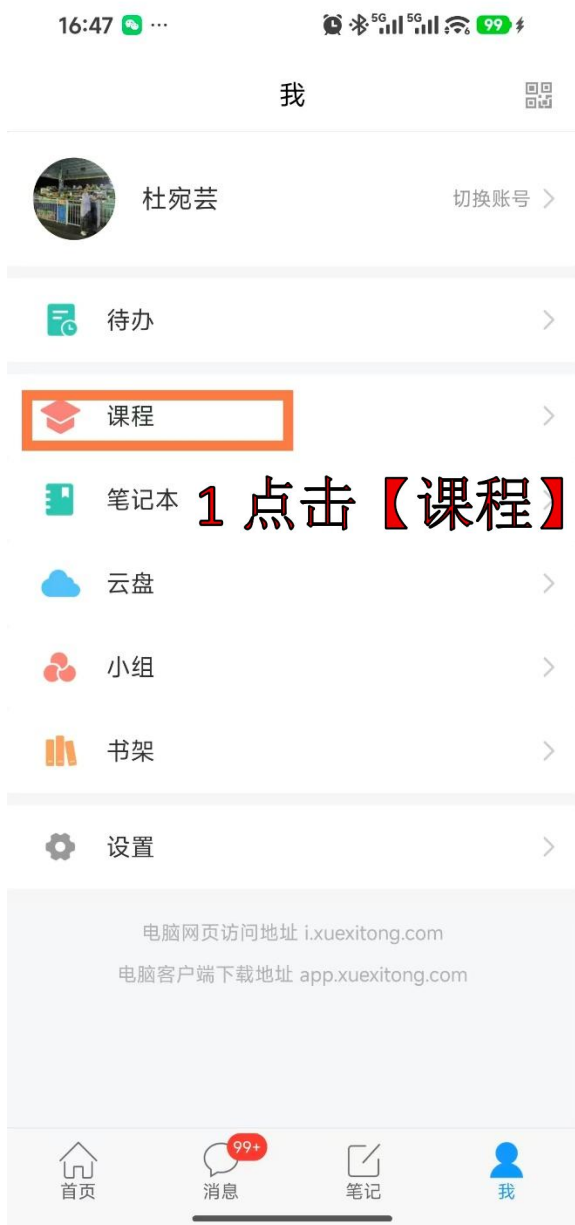 16:47 ··· 5G 5G 6 99
我
杜宛芸 切换账号
待办
课程
笔记本
1 点击【课程】
云盘
小组
书架
设置
电脑网页访问地址 i.xuexitong.com
电脑客户端下载地址 app.xuexitong.com
99+
首页 消息 笔记 我